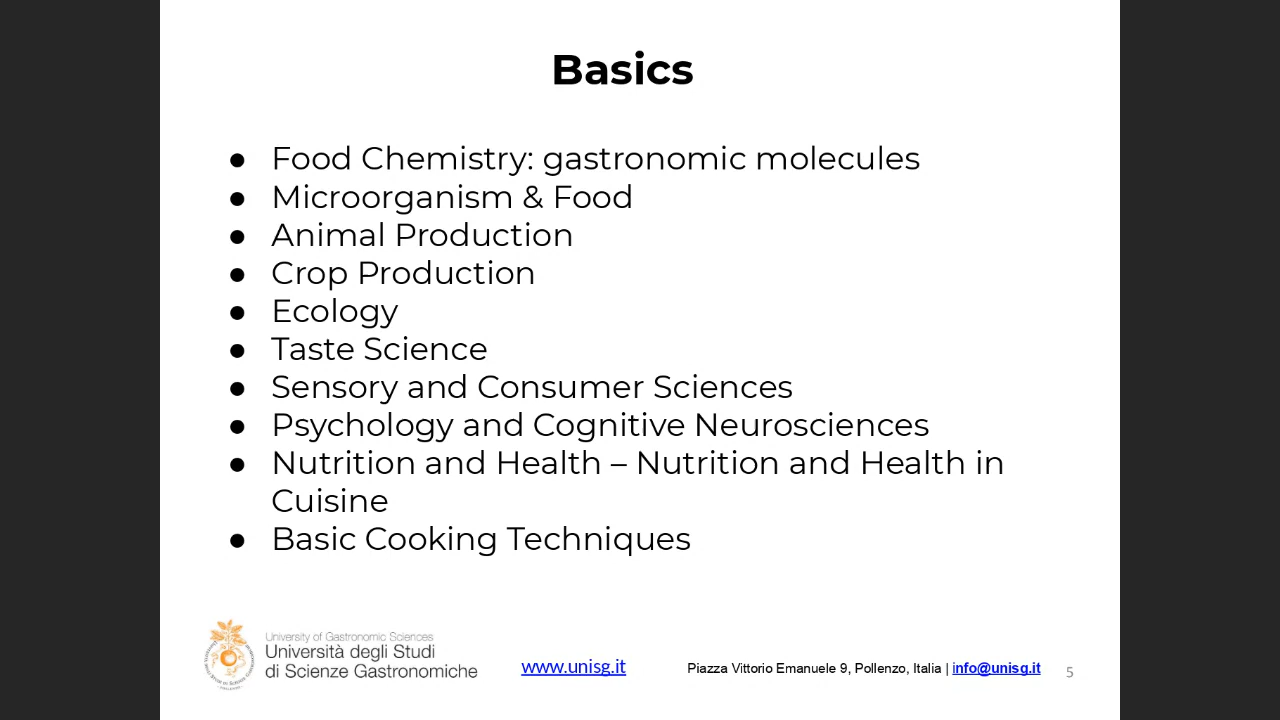 Basics
● Food Chemistry: gastronomic molecules
● Microorganism & Food
● Animal Production
● Crop Production
● Ecology
● Taste Science
● Sensory and Consumer Sciences
● Psychology and Cognitive Neurosciences
● Nutrition and Health – Nutrition and Health in
Cuisine
● Basic Cooking Techniques
University of Gastronomic Sciences
Università degli Studi
di Scienze Gastronomiche
www.unisg.it
Piazza Vittorio Emanuele 9, Pollenzo, Italia | info@unisg.it
5